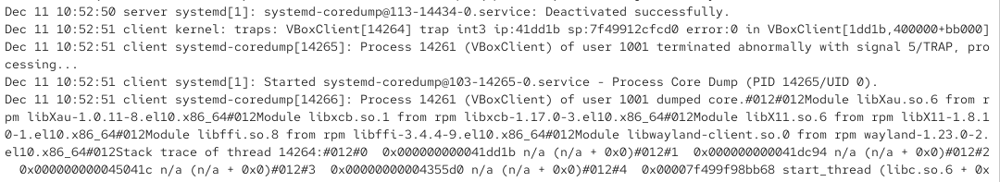 Dec 11 10:52:50 server systemd[1]: systemd-coredump@113-14434-0.service: Deactivated successfully.
Dec 11 10:52:51 client kernel: traps: VBoxClient[14264] trap int3 ip:41dd1b sp:7f49912cfcd0 error:0 in VBoxClient[1dd1b,400000+bb000]
Dec 11 10:52:51 client systemd-coredump[14265]: Process 14261 (VBoxClient) of user 1001 terminated abnormally with signal 5/TRAP, pro
cessing...
Dec 11 10:52:51 client systemd[1]: Started systemd-coredump@103-14265-0.service - Process Core Dump (PID 14265/UID 0).
Dec 11 10:52:51 client systemd-coredump[14266]: Process 14261 (VBoxClient) of user 1001 dumped core.#012#012Module libXau.so.6 from r
pm libXau-1.0.11-8.el10.x86_64#012Module libxcb.so.1 from rpm libxcb-1.17.0-3.el10.x86_64#012Module libX11.so.6 from rpm libX11-1.8.1
0-1.el10.x86_64#012Module libffi.so.8 from rpm libffi-3.4.4-9.el10.x86_64#012Module libwayland-client.so.0 from rpm wayland-1.23.0-2.
el10.x86_64#012Stack trace of thread 14264:#012#0  0x000000000041dd1b n/a (n/a + 0x0)#012#1  0x000000000041dc94 n/a (n/a + 0x0)#012#2
  0x000000000045041c n/a (n/a + 0x0)#012#3  0x00000000004355d0 n/a (n/a + 0x0)#012#4  0x00007f499f98bb68 start_thread (libc.so.6 + 0x